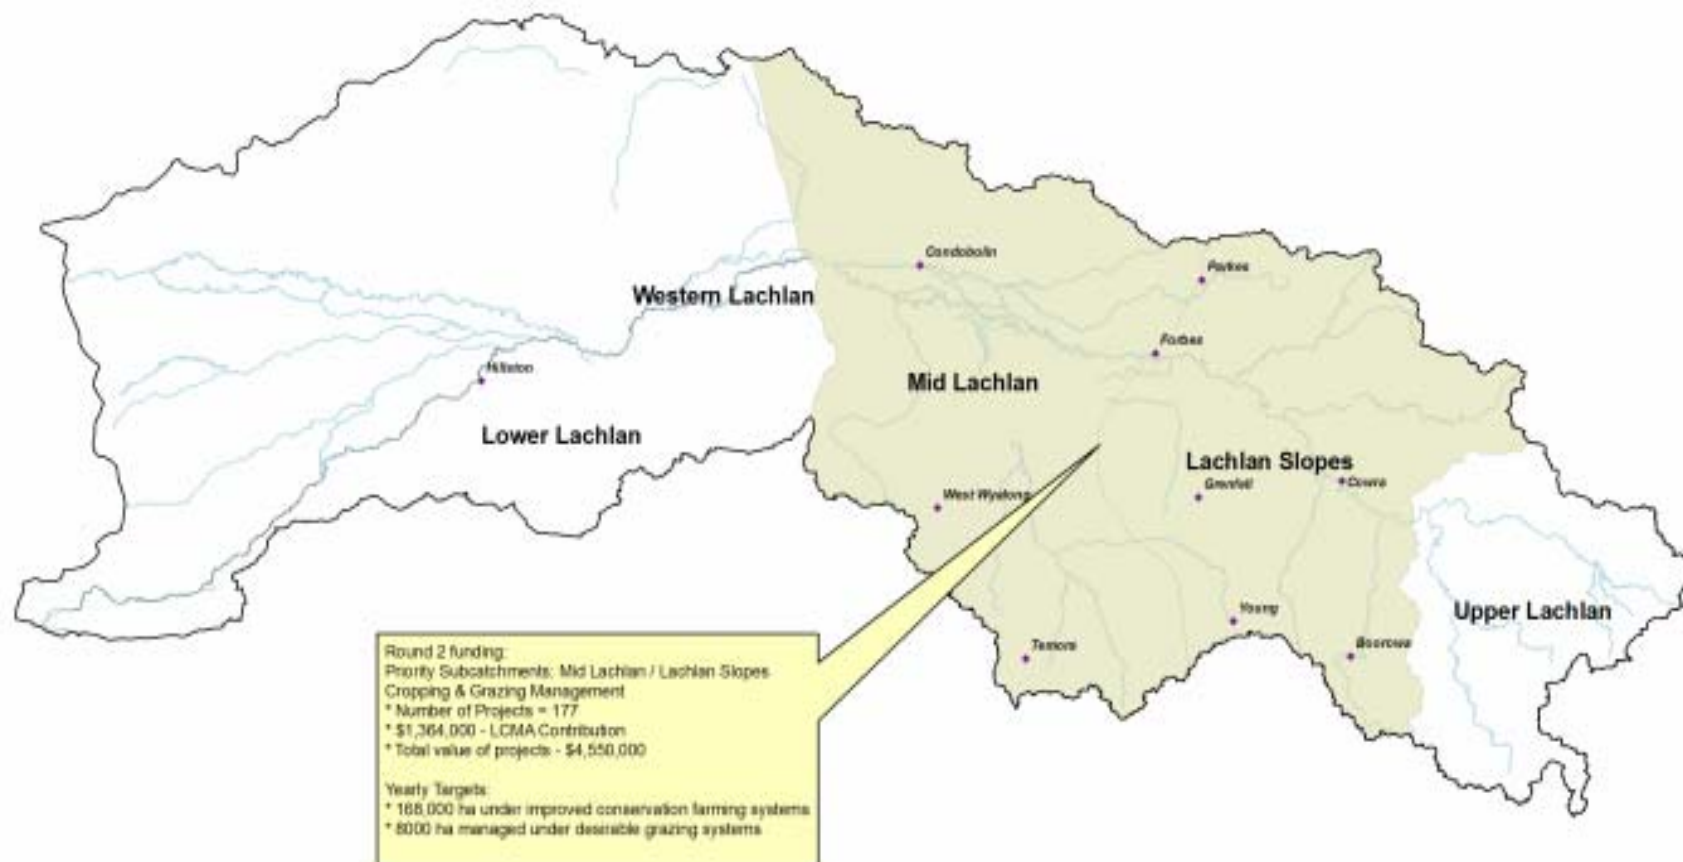 Condobolin
Parkes
Western Lachlan
Forbes
Hillston
Mid Lachlan
Lower Lachlan
Lachlan Slopes
Cowra
Grenfell
West Wyalong
Upper Lachlan
Young
Temora
Boorowa
Round 2 funding:
Priority Subcatchments: Mid Lachlan / Lachlan Slopes
Cropping & Grazing Management
* Number of Projects = 177
* $1,364,000 - LCMA Contribution
* Total value of projects - $4,550,000
Yearly Targets:
* 168,000 ha under improved conservation farming systems
* 8000 ha managed under desirable grazing systems